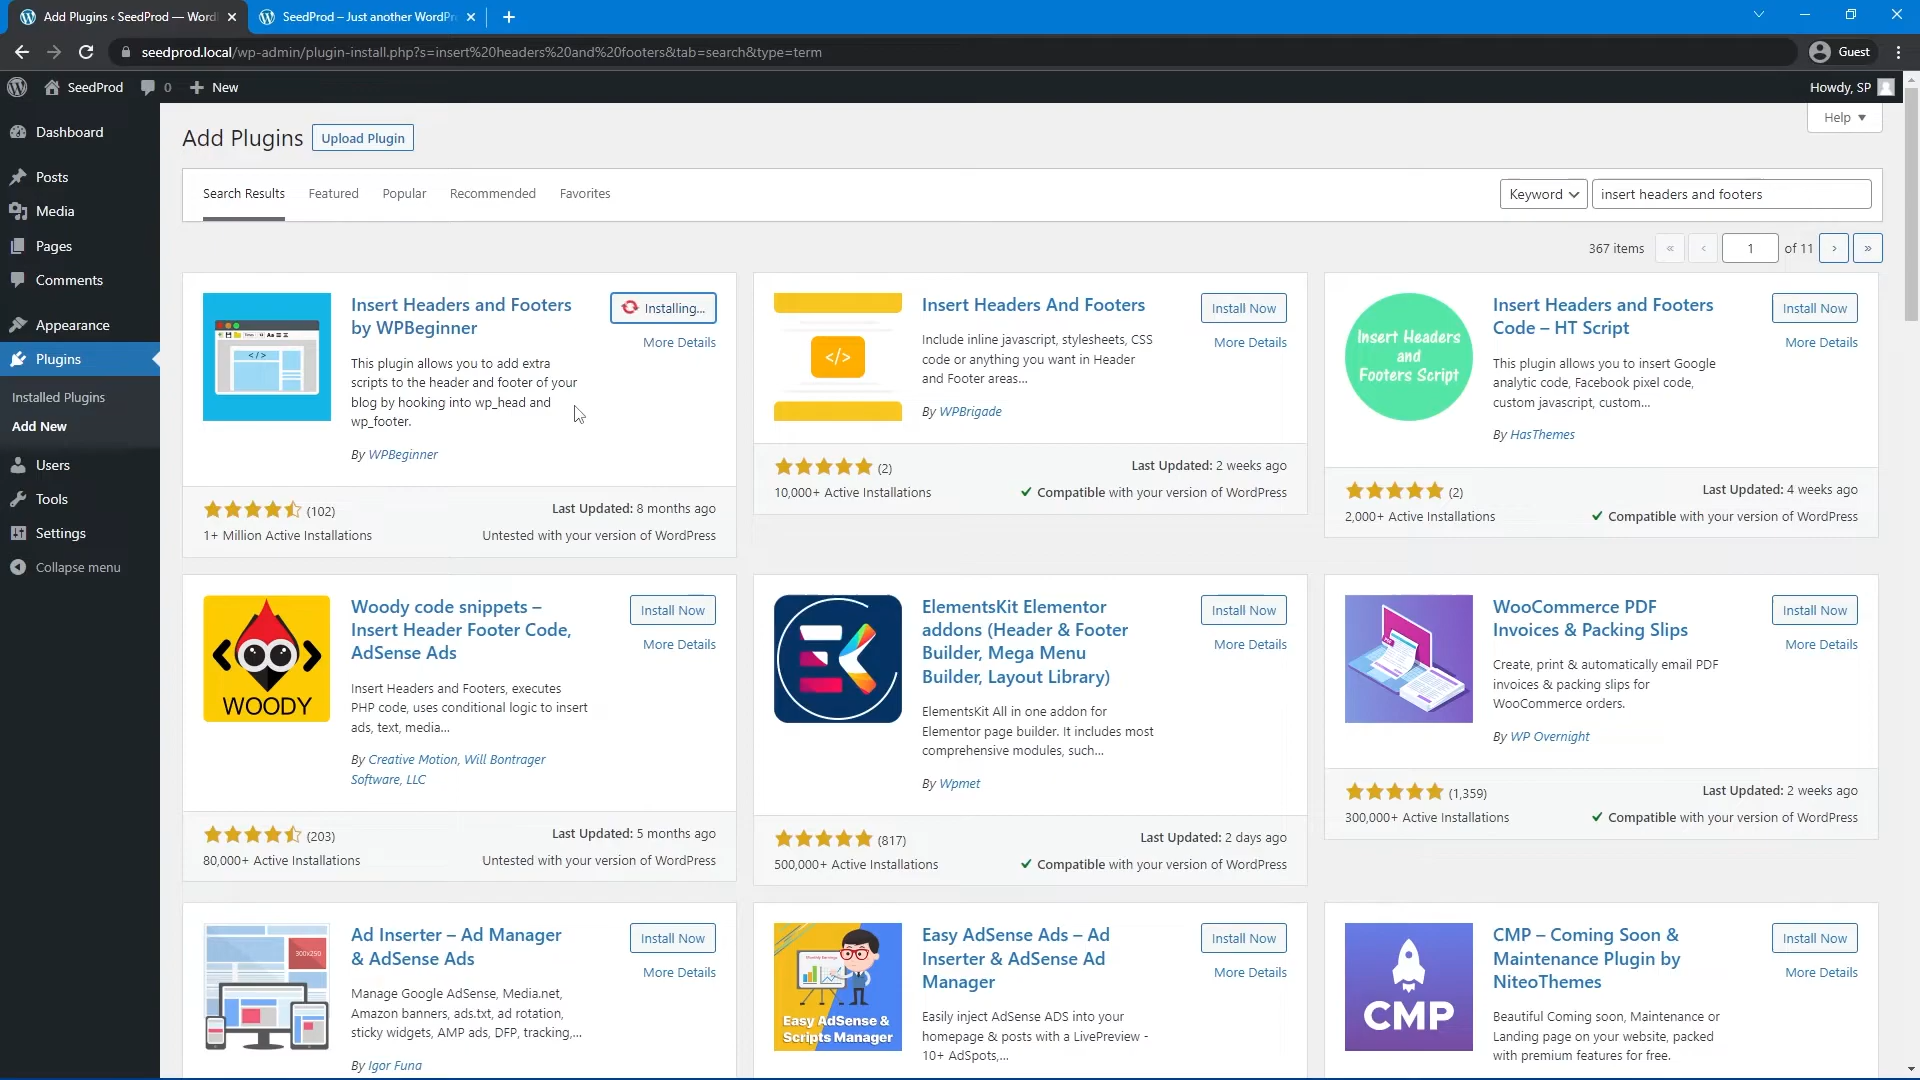 Add Plugins ‹ SeedProd — Word
SeedProd – Just another WordPr
seedprod.local/wp-admin/plugin-install.php?s=insert%20headers%20and%20footers&tab=search&type=term
Guest
SeedProd
0
New
Howdy, SP
Dashboard
Posts
Media
Pages
Comments
Appearance
Plugins
Installed Plugins
Add New
Users
Tools
Settings
Collapse menu
Help
Add Plugins
Upload Plugin
Search Results
Featured
Popular
Recommended
Favorites
Keyword
insert headers and footers
367 items
«
‹
1
of 11
›
»
Insert Headers and Footers
by WPBeginner
Installing...
More Details
This plugin allows you to add extra
scripts to the header and footer of your
blog by hooking into wp_head and
wp_footer.
By WPBeginner
(102)
1+ Million Active Installations
Last Updated: 8 months ago
Untested with your version of WordPress
</>
Insert Headers And Footers
Install Now
More Details
Include inline javascript, stylesheets, CSS
code or anything you want in Header
and Footer areas...
By WPBrigade
(2)
10,000+ Active Installations
Last Updated: 2 weeks ago
Compatible with your version of WordPress
Insert Headers
and
Footers Script
Insert Headers and Footers
Code – HT Script
Install Now
More Details
This plugin allows you to insert Google
analytic code, Facebook pixel code,
custom javascript, custom...
By HasThemes
(2)
2,000+ Active Installations
Last Updated: 4 weeks ago
Compatible with your version of WordPress
WOODY
Woody code snippets –
Insert Header Footer Code,
AdSense Ads
Install Now
More Details
Insert Headers and Footers, executes
PHP code, uses conditional logic to insert
ads, text, media...
By Creative Motion, Will Bontrager
Software, LLC
(203)
80,000+ Active Installations
Last Updated: 5 months ago
Untested with your version of WordPress
ElementsKit Elementor
addons (Header & Footer
Builder, Mega Menu
Builder, Layout Library)
Install Now
More Details
ElementsKit All in one addon for
Elementor page builder. It includes most
comprehensive modules, such...
By Wpmet
(817)
500,000+ Active Installations
Last Updated: 2 days ago
Compatible with your version of WordPress
WooCommerce PDF
Invoices & Packing Slips
Install Now
More Details
Create, print & automatically email PDF
invoices & packing slips for
WooCommerce orders.
By WP Overnight
(1,359)
300,000+ Active Installations
Last Updated: 2 weeks ago
Compatible with your version of WordPress
300x250
Ad Inserter – Ad Manager
& AdSense Ads
Install Now
More Details
Manage Google AdSense, Media.net,
Amazon banners, ads.txt, ad rotation,
sticky widgets, AMP ads, DFP, tracking,...
By Igor Funa
Easy AdSense &
Scripts Manager
Easy AdSense Ads – Ad
Inserter & AdSense Ad
Manager
Install Now
More Details
Easily inject AdSense ADS into your
homepage & posts with a LivePreview -
10+ AdSpots,...
CMP
CMP – Coming Soon &
Maintenance Plugin by
NiteoThemes
Install Now
More Details
Beautiful Coming soon, Maintenance or
Landing page on your website, packed
with premium features for free.